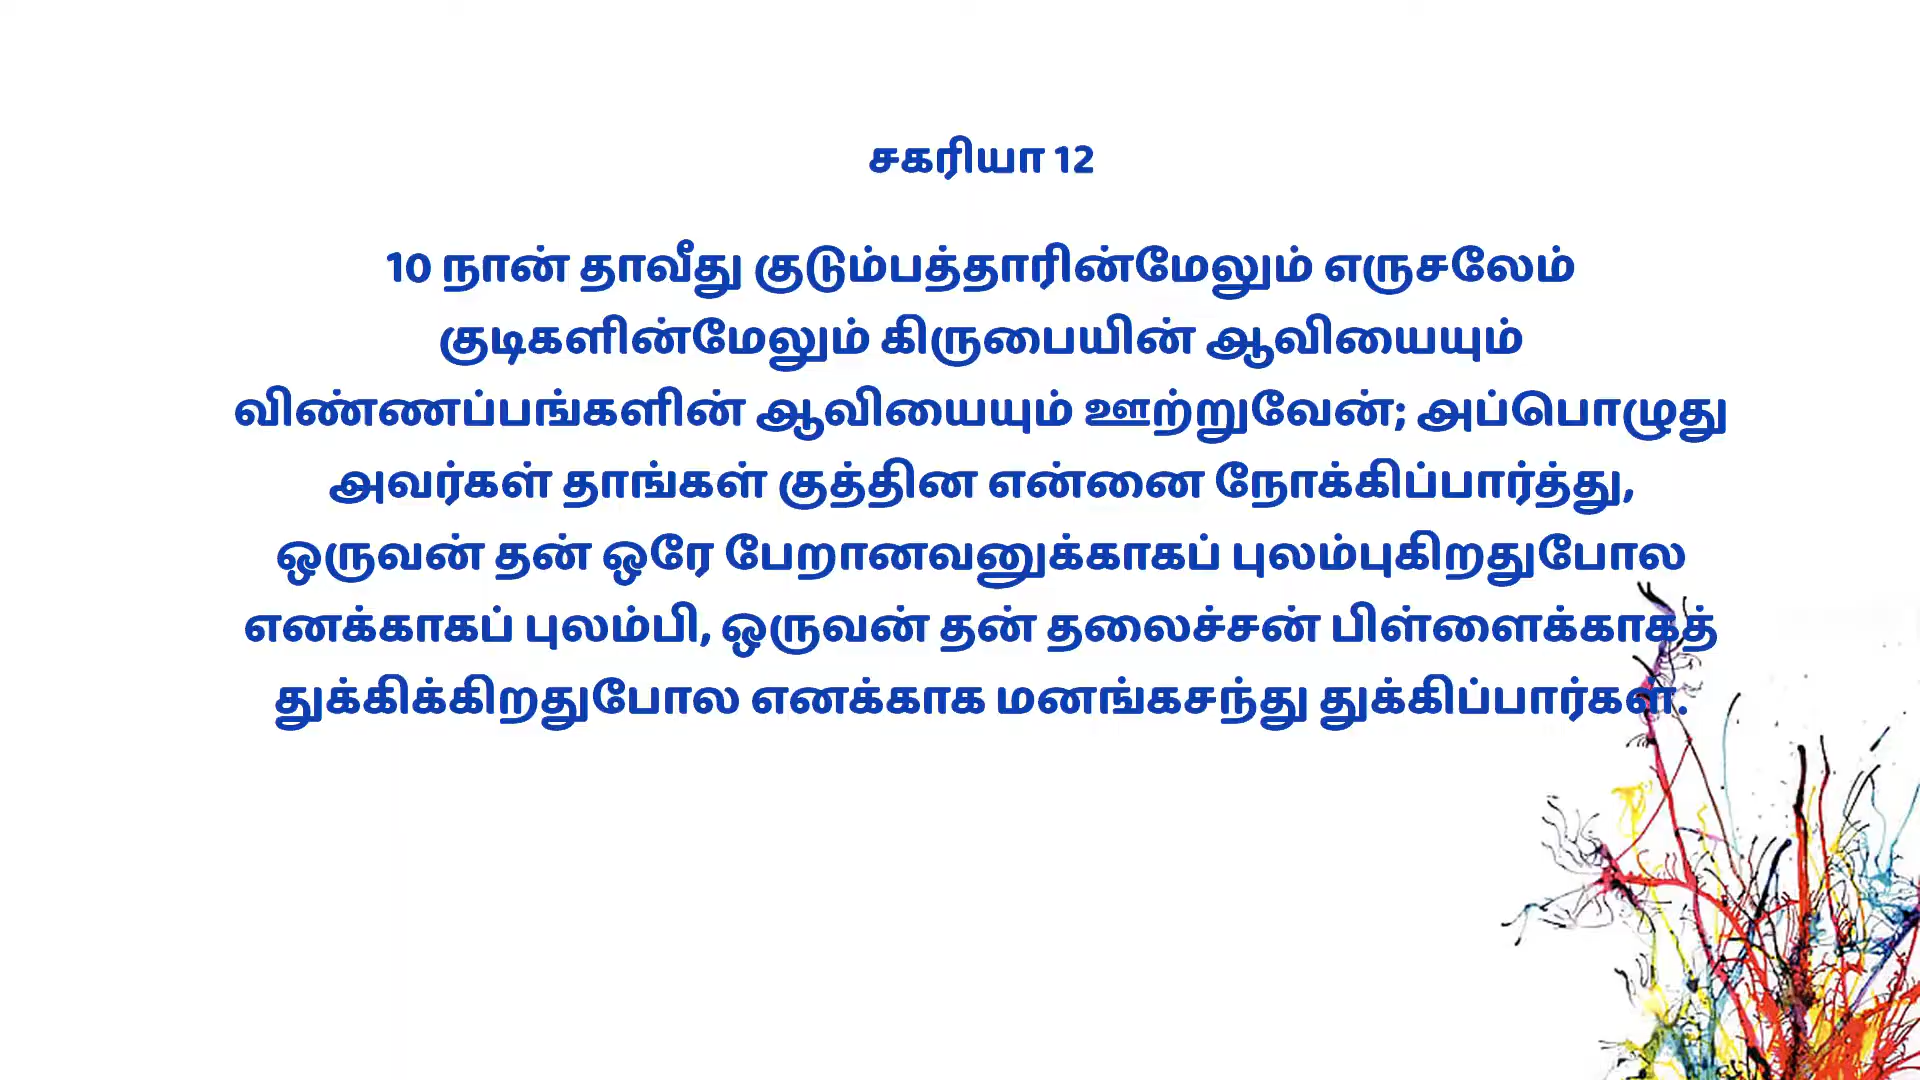 சகரியா 12
10 நான் தாவீது குடும்பத்தாரின்மேலும் எருசலேம்
குடிகளின்மேலும் கிருபையின் ஆவியையும்
விண்ணப்பங்களின் ஆவியையும் ஊற்றுவேன்; அப்பொழுது
அவர்கள் தாங்கள் குத்தின என்னை நோக்கிப்பார்த்து,
ஒருவன் தன் ஒரே பேறானவனுக்காகப் புலம்புகிறதுபோல
எனக்காகப் புலம்பி, ஒருவன் தன் தலைச்சன் பிள்ளைக்காகத்
துக்கிக்கிறதுபோல எனக்காக மனங்கசந்து துக்கிப்பார்கள்.